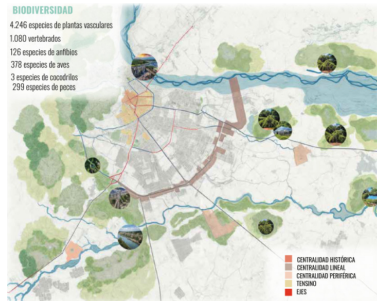 BIODIVERSIDAD
4.246 especies de plantas vasculares
1.080 vertebrados
126 especies de anfibios
378 especies de aves
3 especies de cocodrilos
299 especies de peces
CENTRALIDAD HISTÓRICA
CENTRALIDAD LINEAL
CENTRALIDAD PERIFÉRICA
TENSINO
EJES